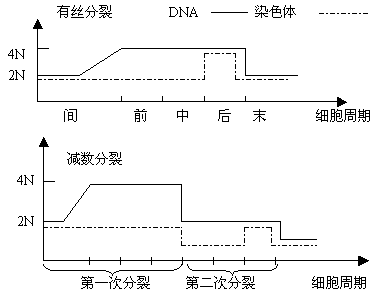 有丝分裂 DNA 染色体
4N
2N
间 前 中 后 末 细胞周期
减数分裂
4N
2N
第一次分裂 第二次分裂 细胞周期